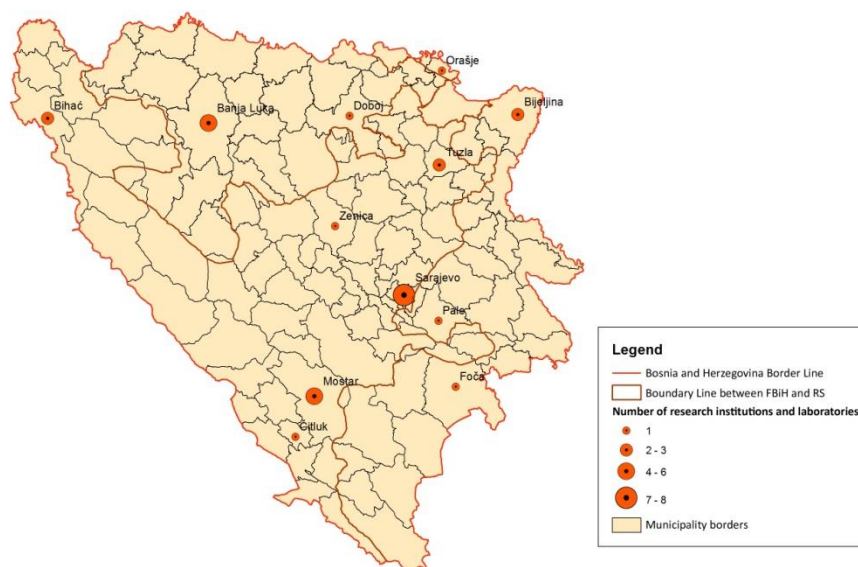 Orašje
Bihać
Banja Luka
Doboj
Bijeljina
Tuzla
Zenica
Sarajevo
Pale
Foča
Mostar
Čitluk
Legend
Bosnia and Herzegovina Border Line
Boundary Line between FBiH and RS
Number of research institutions and laboratories
1
2 - 3
4 - 6
7 - 8
Municipality borders